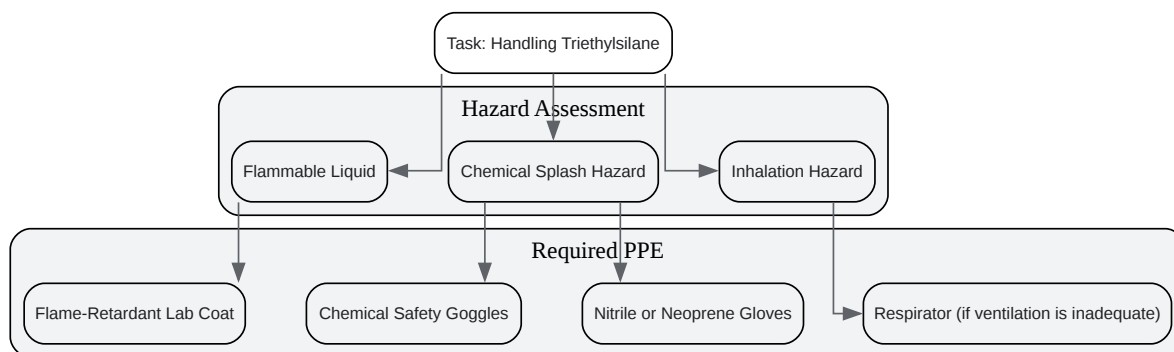 Task: Handling Triethylsilane
Hazard Assessment
Flammable Liquid
Chemical Splash Hazard
Inhalation Hazard
Required PPE
Flame-Retardant Lab Coat
Chemical Safety Goggles
Nitrile or Neoprene Gloves
Respirator (if ventilation is inadequate)